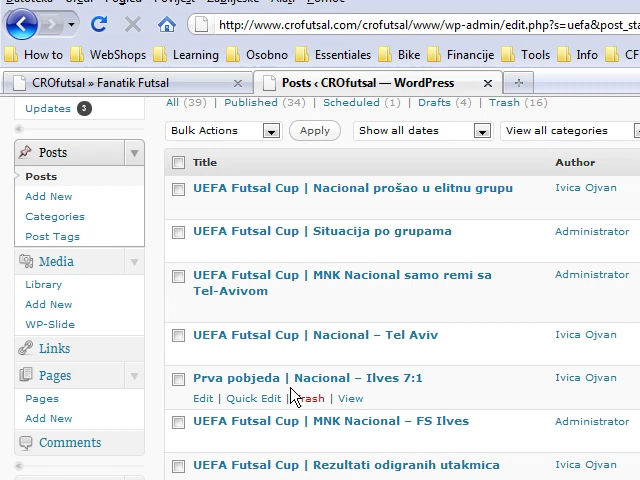 http://www.crofutsal.com/crofutsal/www/wp-admin/edit.php?s=uefa&post_sta
How to WebShops Learning Osobno Essentiales Bike Financije Tools Info CF
CROfutsal » Fanatik Futsal
Posts ‹ CROfutsal — WordPress
Updates 3
All (39) | Published (34) | Scheduled (1) | Drafts (4) | Trash (16)
Bulk Actions Apply Show all dates View all categories
Posts
Posts
Add New
Categories
Post Tags
Media
Library
Add New
WP-Slide
Links
Pages
Pages
Add New
Comments
Title Author
UEFA Futsal Cup | Nacional prošao u elitnu grupu Ivica Ojvan
UEFA Futsal Cup | Situacija po grupama Administrator
UEFA Futsal Cup | MNK Nacional samo remi sa Administrator
Tel-Avivom
UEFA Futsal Cup | Nacional – Tel Aviv Ivica Ojvan
Prva pobjeda | Nacional – Ilves 7:1 Ivica Ojvan
Edit | Quick Edit | Trash | View
UEFA Futsal Cup | MNK Nacional – FS Ilves Administrator
UEFA Futsal Cup | Rezultati odigranih utakmica Ivica Ojvan